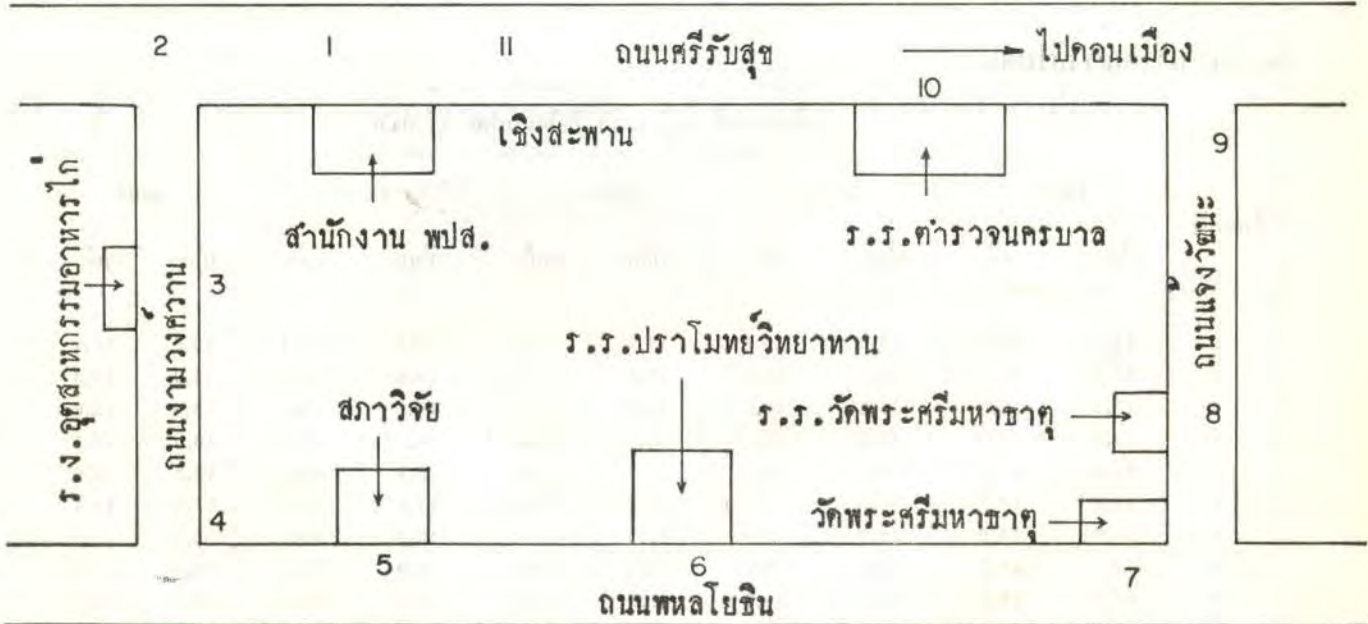 2 1 11 ถนนศรีรับสุข ไปดอนเมือง
10
เชิงสะพาน
9
สำนักงาน พปส.
ร.ร.ตำรวจนครบาล
ร.ง.อุตสาหกรรมอาหารไก่
ถนนงามวงศ์วาน
3
ถนนแจ้งวัฒนะ
ร.ร.ปราโมทย์วิทยาทาน
สภาวิจัย
ร.ร.วัดพระศรีมหาธาตุ
8
วัดพระศรีมหาธาตุ
4
5 6 7
ถนนพหลโยธิน